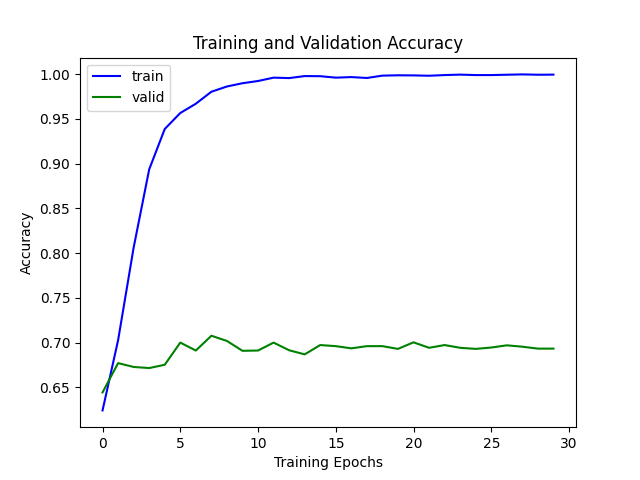 Training and Validation Accuracy
train
valid
1.00
0.95
0.90
0.85
0.80
0.75
0.70
0.65
Accuracy
0 5 10 15 20 25 30
Training Epochs